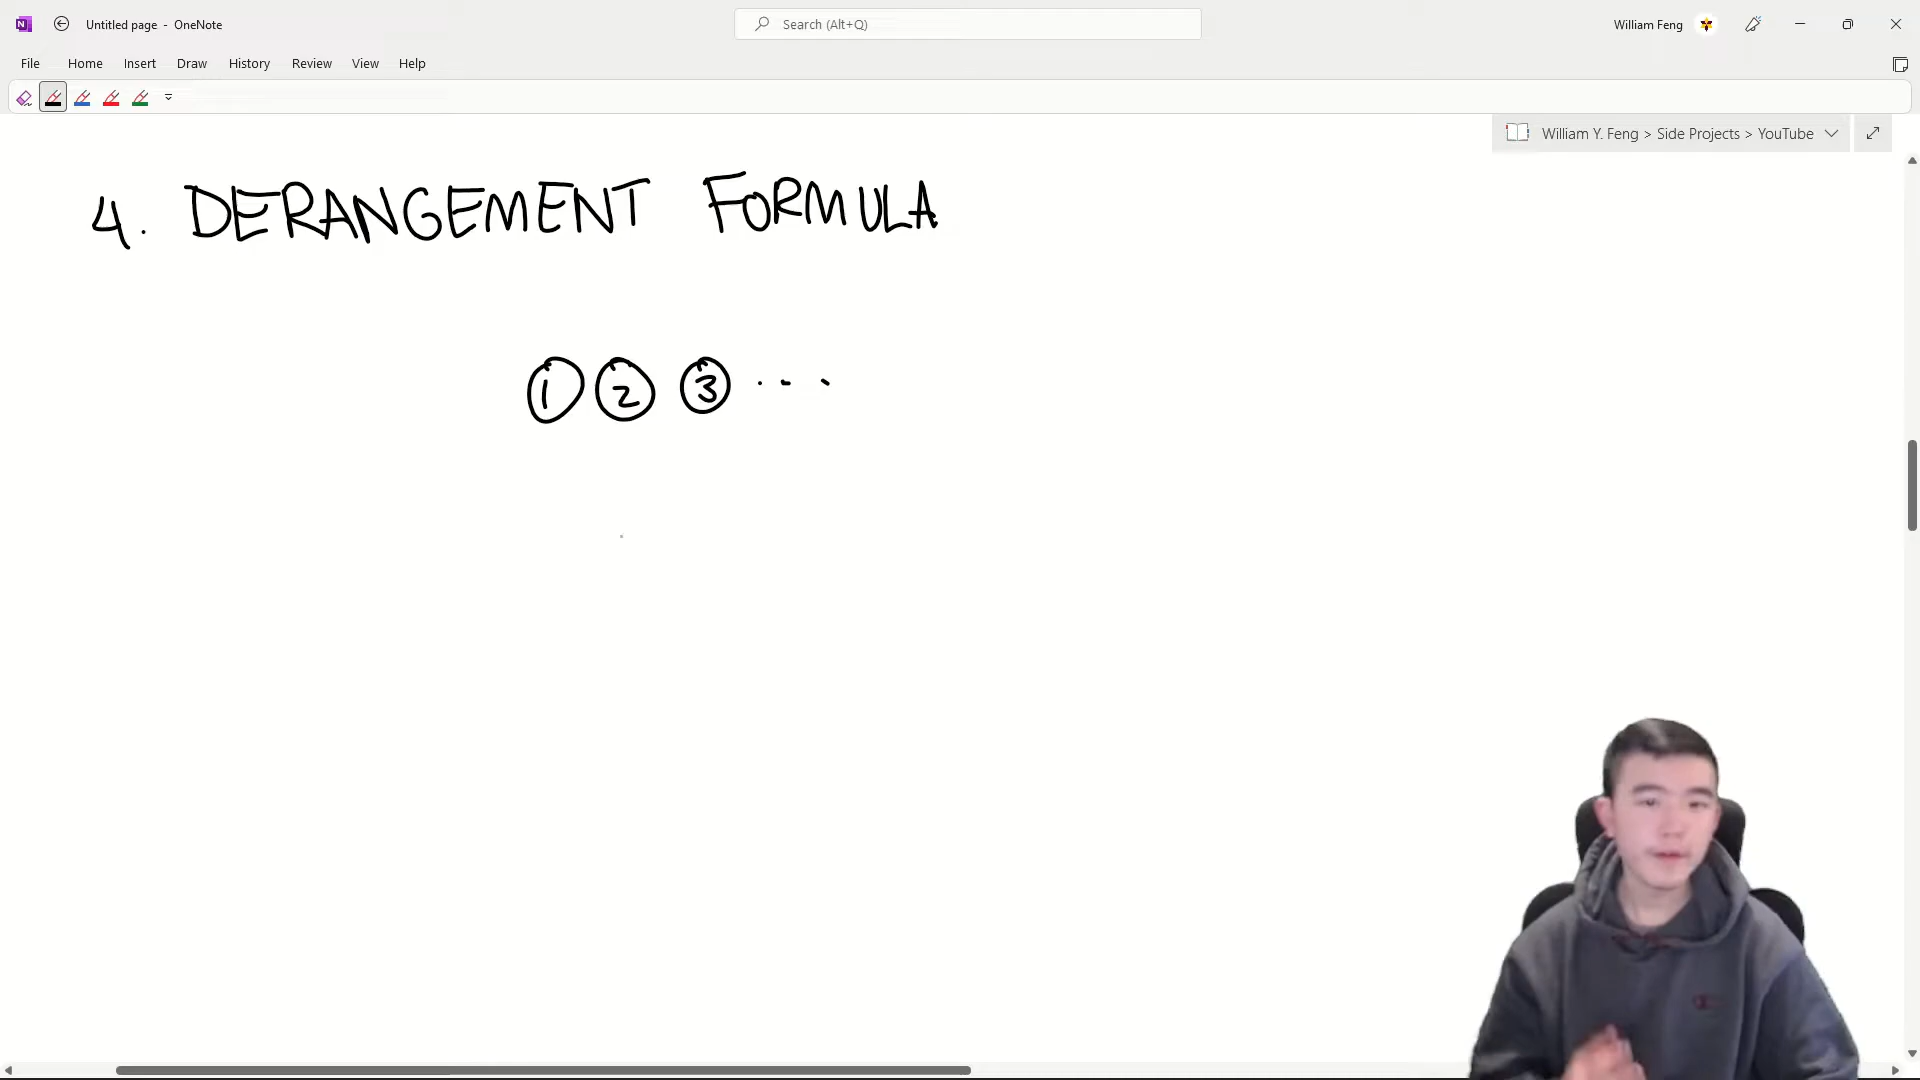 Untitled page - OneNote
Search (Alt+Q)
William Feng
File Home Insert Draw History Review View Help
William Y. Feng > Side Projects > YouTube
4. DERANGEMENT FORMULA
1 2 3 ...